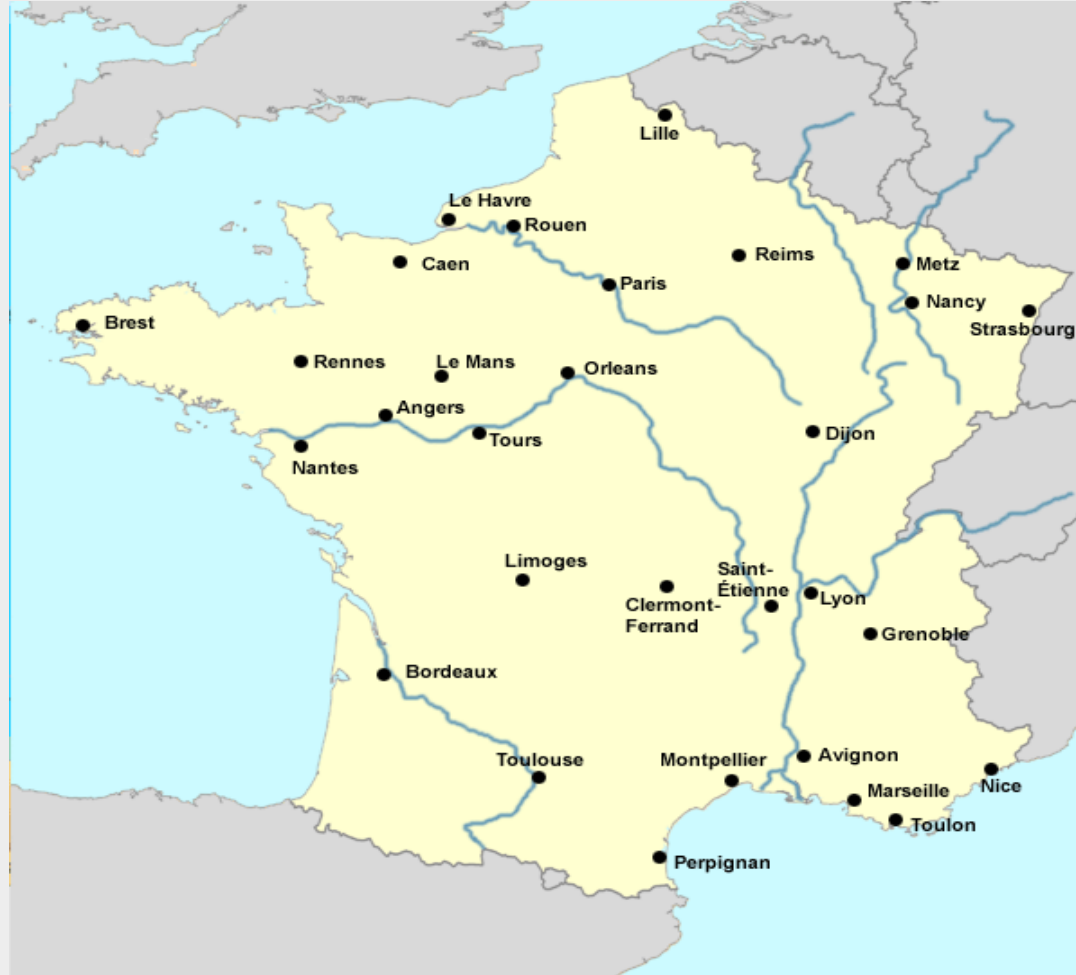 Lille
Le Havre
Rouen
Caen
Reims
Metz
Paris
Nancy
Brest
Strasbourg
Rennes
Le Mans
Orleans
Angers
Dijon
Tours
Nantes
Limoges
Saint-
Étienne
Clermont-
Ferrand
Lyon
Grenoble
Bordeaux
Avignon
Toulouse
Montpellier
Nice
Marseille
Toulon
Perpignan